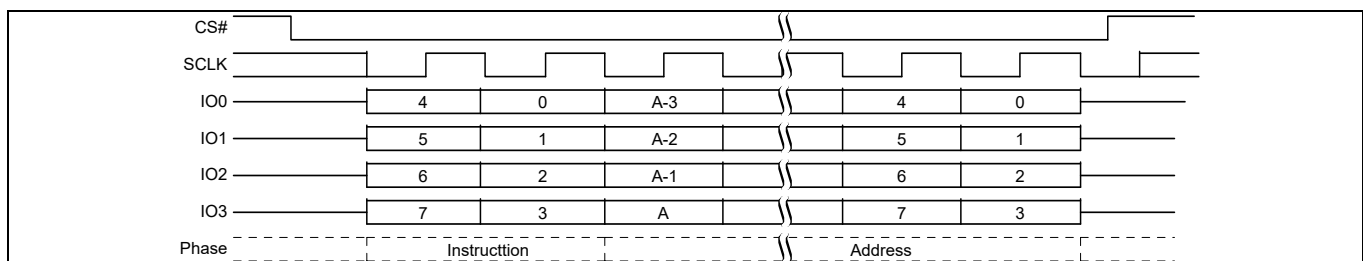 CS#
SCLK
IO0 4 0 A-3 4 0
IO1 5 1 A-2 5 1
IO2 6 2 A-1 6 2
IO3 7 3 A 7 3
Phase Instructtion Address